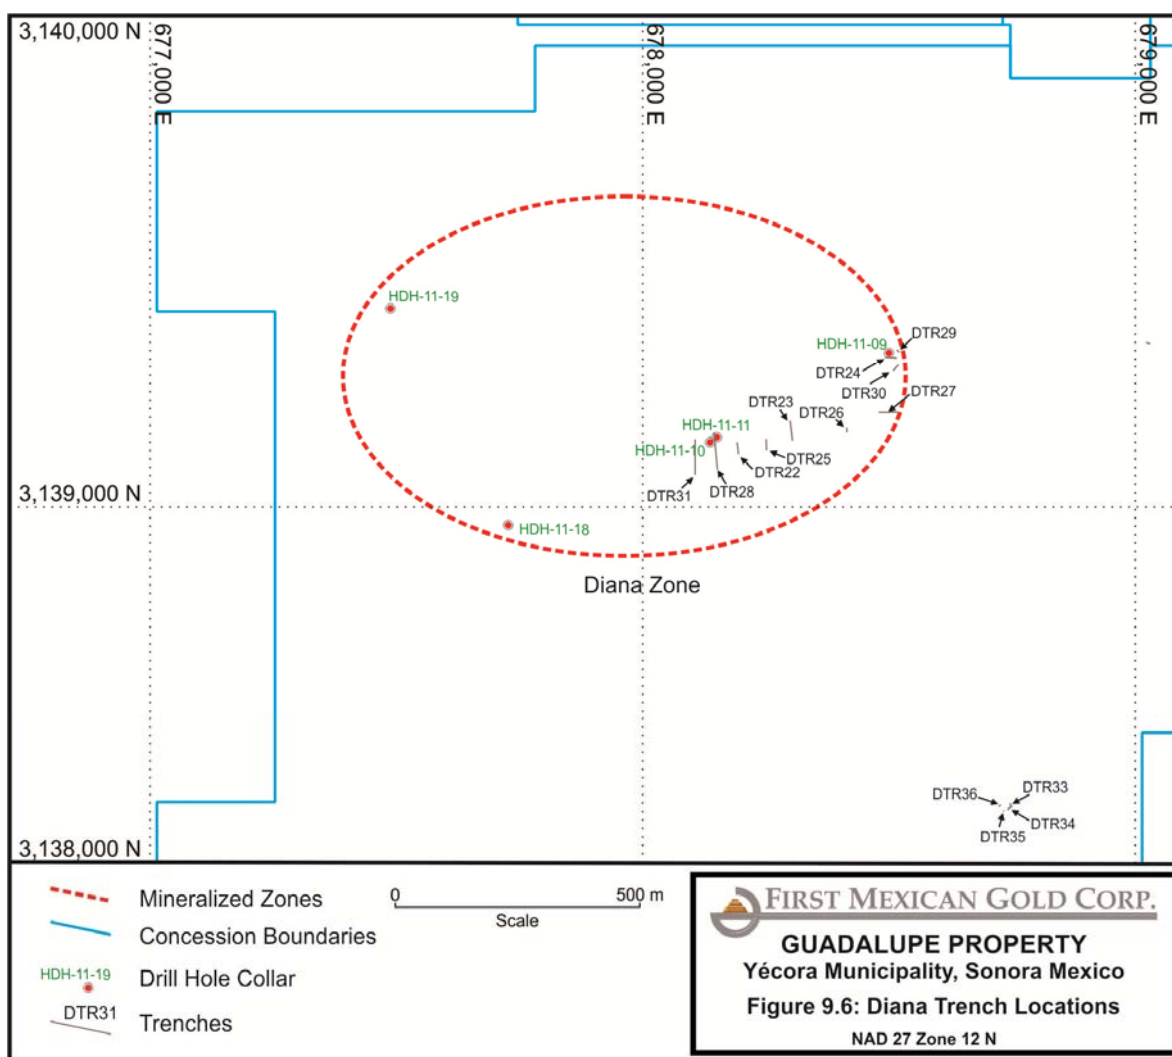 3,140,000 N
677,000 E
678,000 E
679,000 E
HDH-11-19
HDH-11-09
DTR29
DTR24
DTR30
DTR27
DTR23
DTR26
HDH-11-11
HDH-11-10
DTR25
DTR22
DTR31
DTR28
3,139,000 N
HDH-11-18
Diana Zone
DTR36
DTR33
DTR35
DTR34
3,138,000 N
Mineralized Zones
Concession Boundaries
HDH-11-19
Drill Hole Collar
DTR31
Trenches
0
500 m
Scale
FIRST MEXICAN GOLD CORP.
GUADALUPE PROPERTY
Yécora Municipality, Sonora Mexico
Figure 9.6: Diana Trench Locations
NAD 27 Zone 12 N